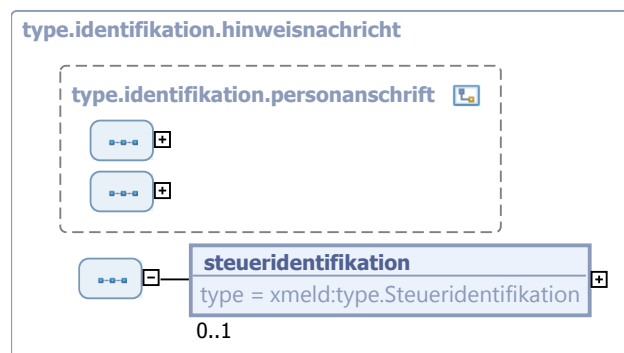 type.identifikation.hinweisnachricht
type.identifikation.personanschrift
steueridentifikation
type = xmeld:type.Steueridentifikation
0..1